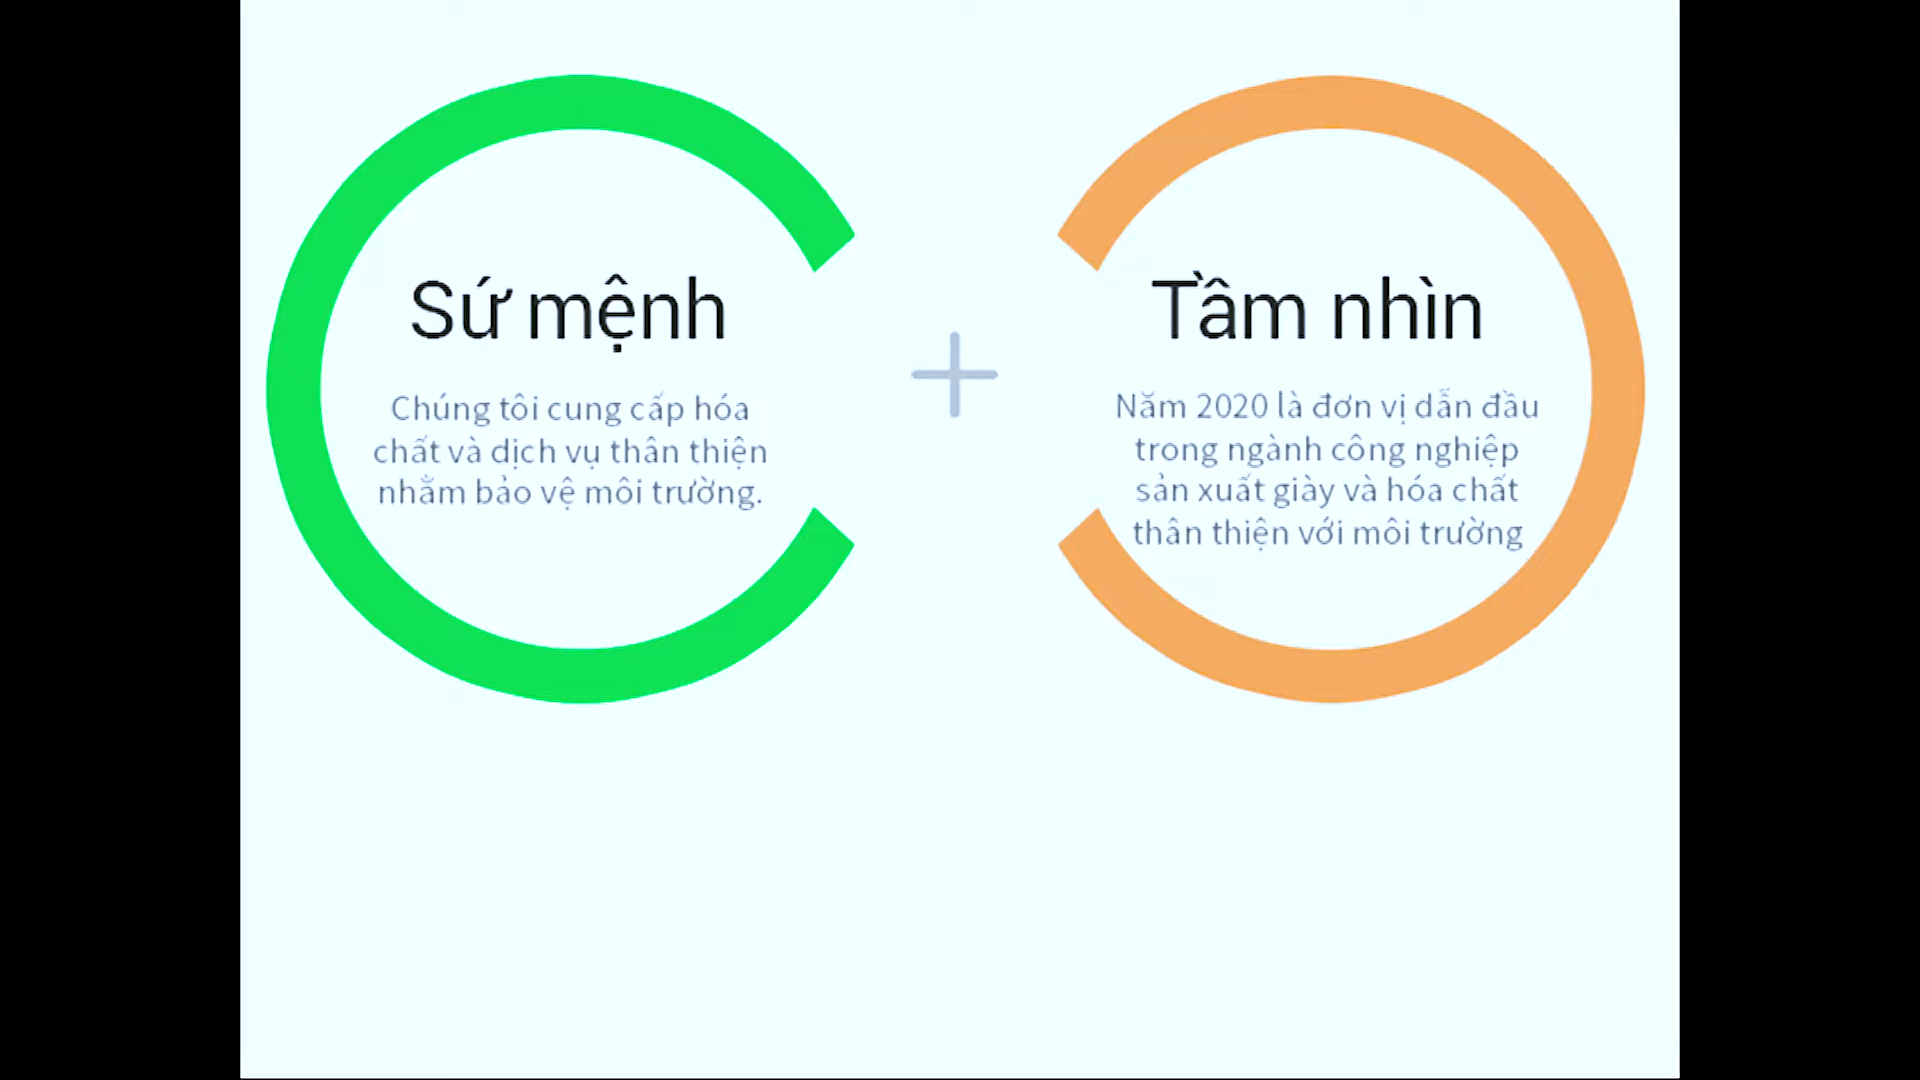 Sứ mệnh
Chúng tôi cung cấp hóa
chất và dịch vụ thân thiện
nhằm bảo vệ môi trường.
Tầm nhìn
Năm 2020 là đơn vị dẫn đầu
trong ngành công nghiệp
sản xuất giày và hóa chất
thân thiện với môi trường